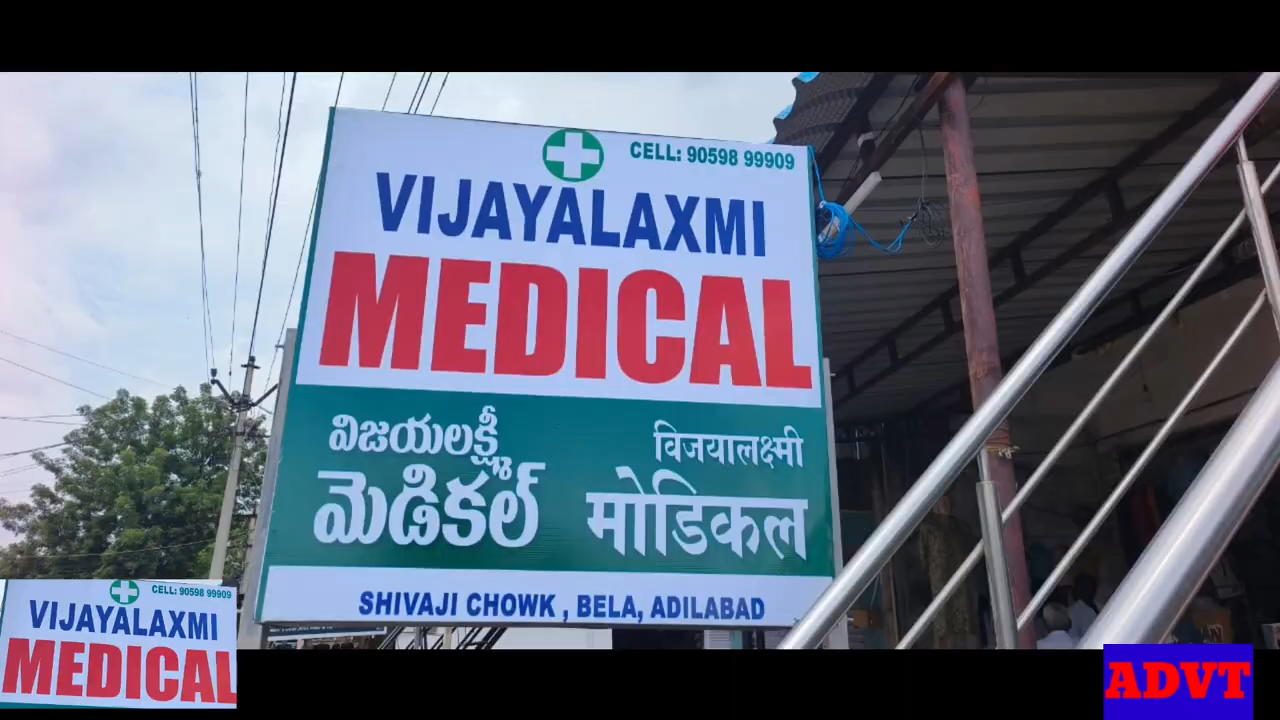 CELL: 90598 99909
VIJAYALAXMI
MEDICAL
విజయలక్ష్మీ
మెడికల్
विजयालक्ष्मी
मोडिकल
SHIVAJI CHOWK , BELA, ADILABAD
CELL: 90598 99909
VIJAYALAXMI
MEDICAL
ADVT